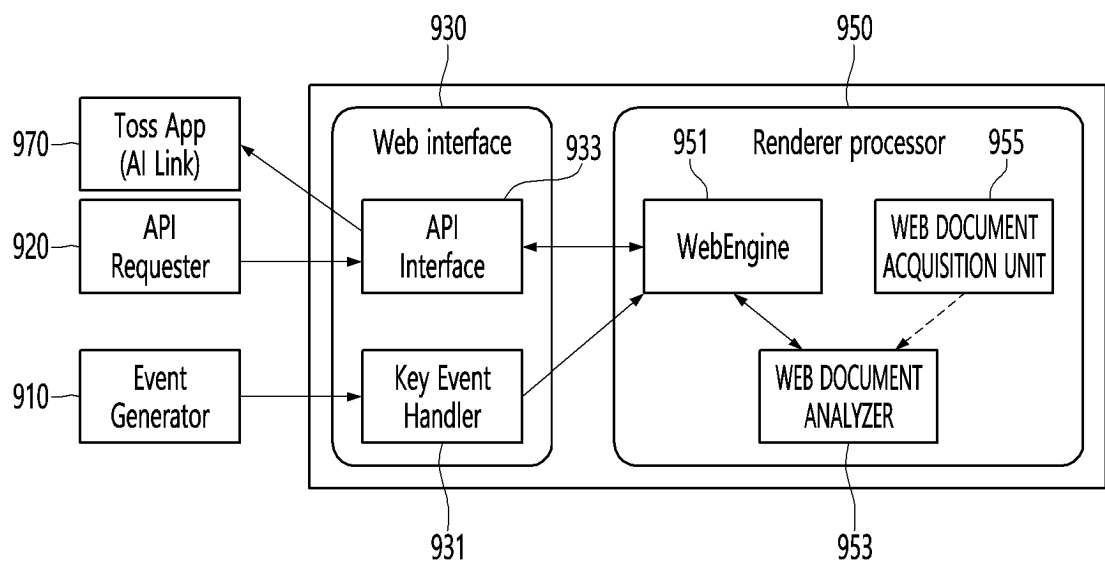 930
950
970
Toss App
(AI Link)
Web interface
933
951
Renderer processor
955
920
API
Requester
API
Interface
WebEngine
WEB DOCUMENT
ACQUISITION UNIT
910
Event
Generator
Key Event
Handler
WEB DOCUMENT
ANALYZER
931
953